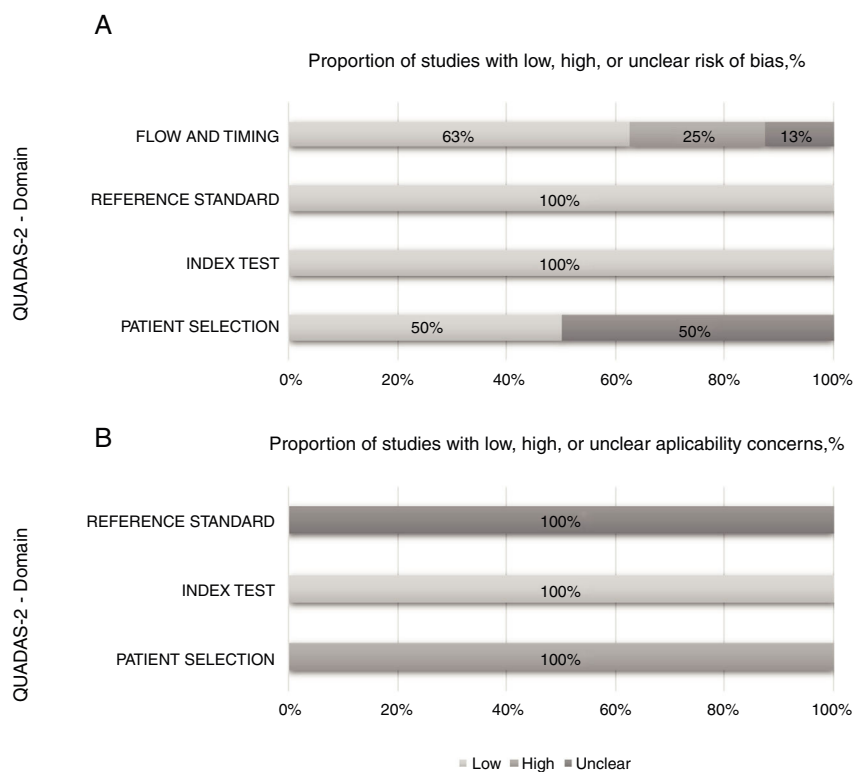 A
Proportion of studies with low, high, or unclear risk of bias,%
QUADAS-2 - Domain
FLOW AND TIMING 63% 25% 13%
REFERENCE STANDARD 100%
INDEX TEST 100%
PATIENT SELECTION 50% 50%
0% 20% 40% 60% 80% 100%
B
Proportion of studies with low, high, or unclear aplicability concerns,%
QUADAS-2 - Domain
REFERENCE STANDARD 100%
INDEX TEST 100%
PATIENT SELECTION 100%
0% 20% 40% 60% 80% 100%
Low High Unclear